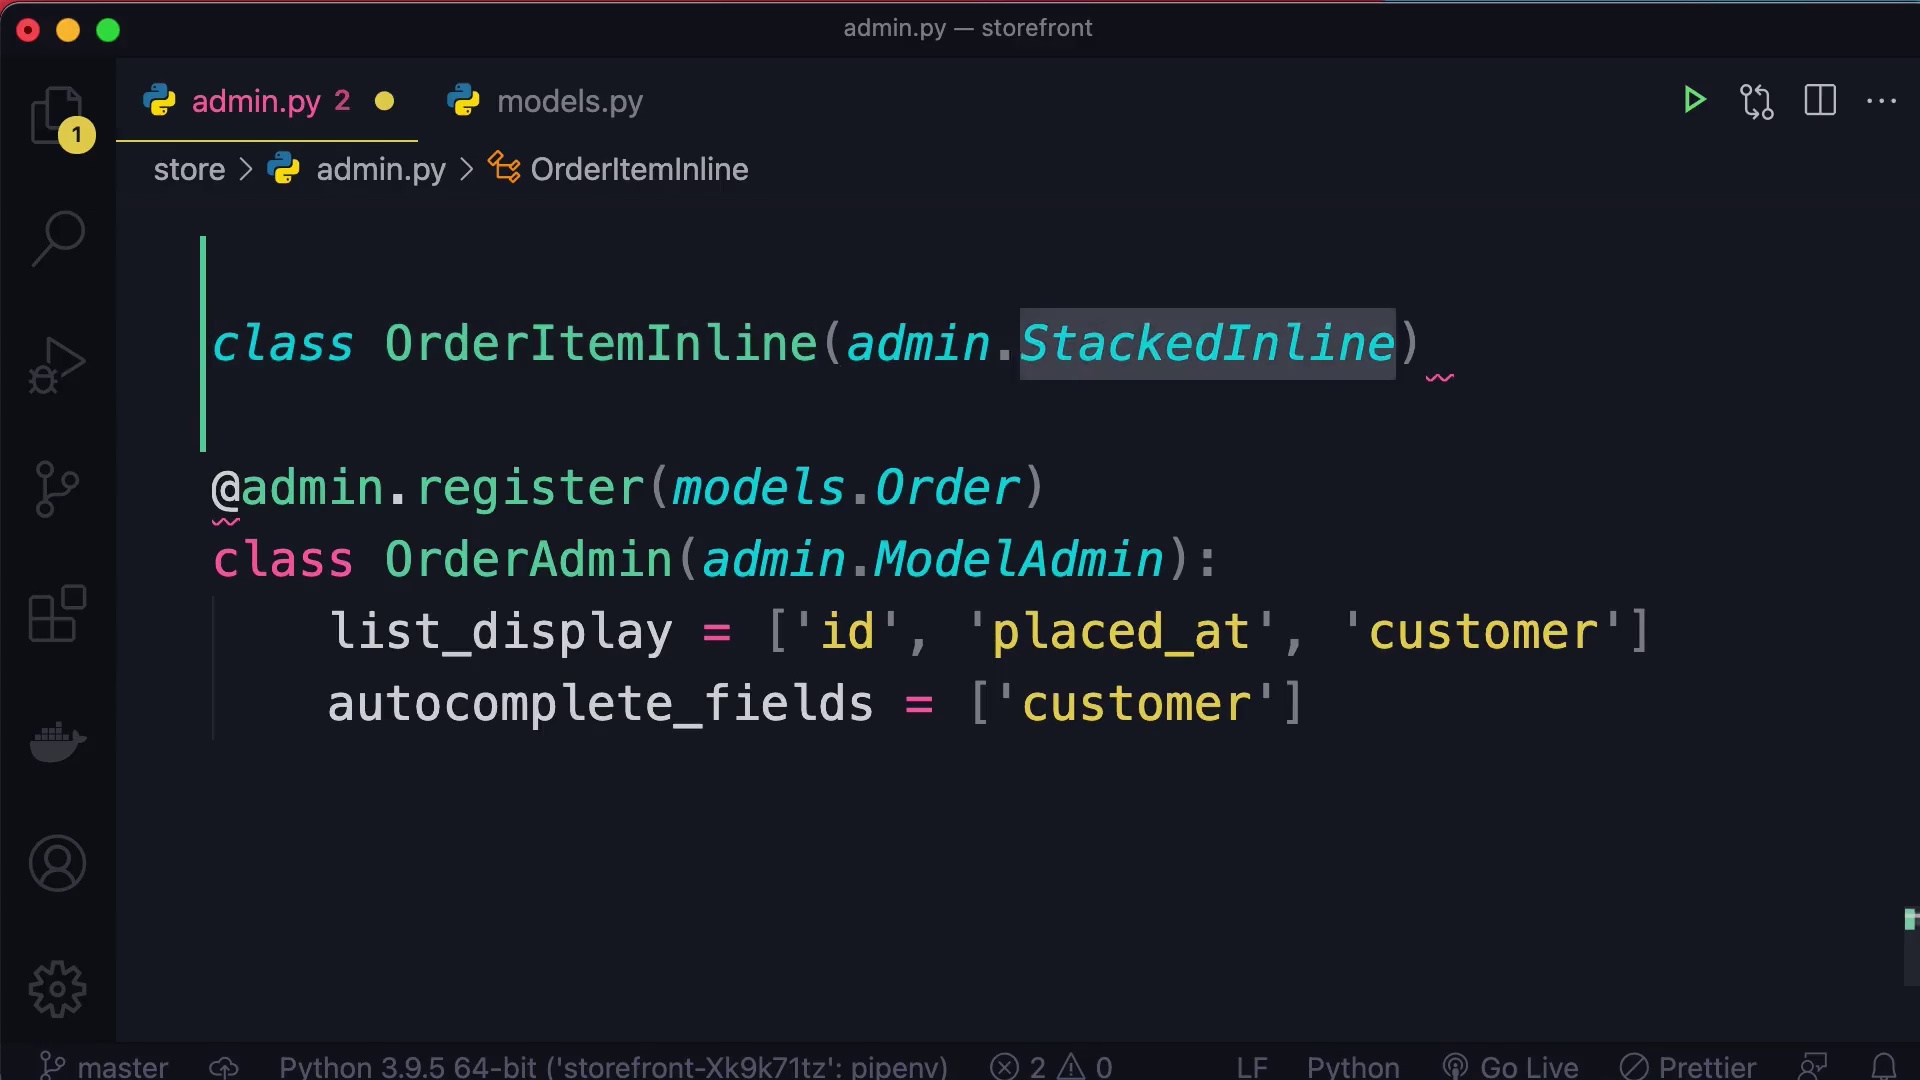 admin.py — storefront
admin.py 2
models.py
1
store > admin.py > OrderItemInline
class OrderItemInline(admin.StackedInline)
@admin.register(models.Order)
class OrderAdmin(admin.ModelAdmin):
list_display = ['id', 'placed_at', 'customer']
autocomplete_fields = ['customer']
master Python 3.9.5 64-bit ('storefront-Xk9k71tz': pipenv) 2 0 LF Python Go Live Prettier